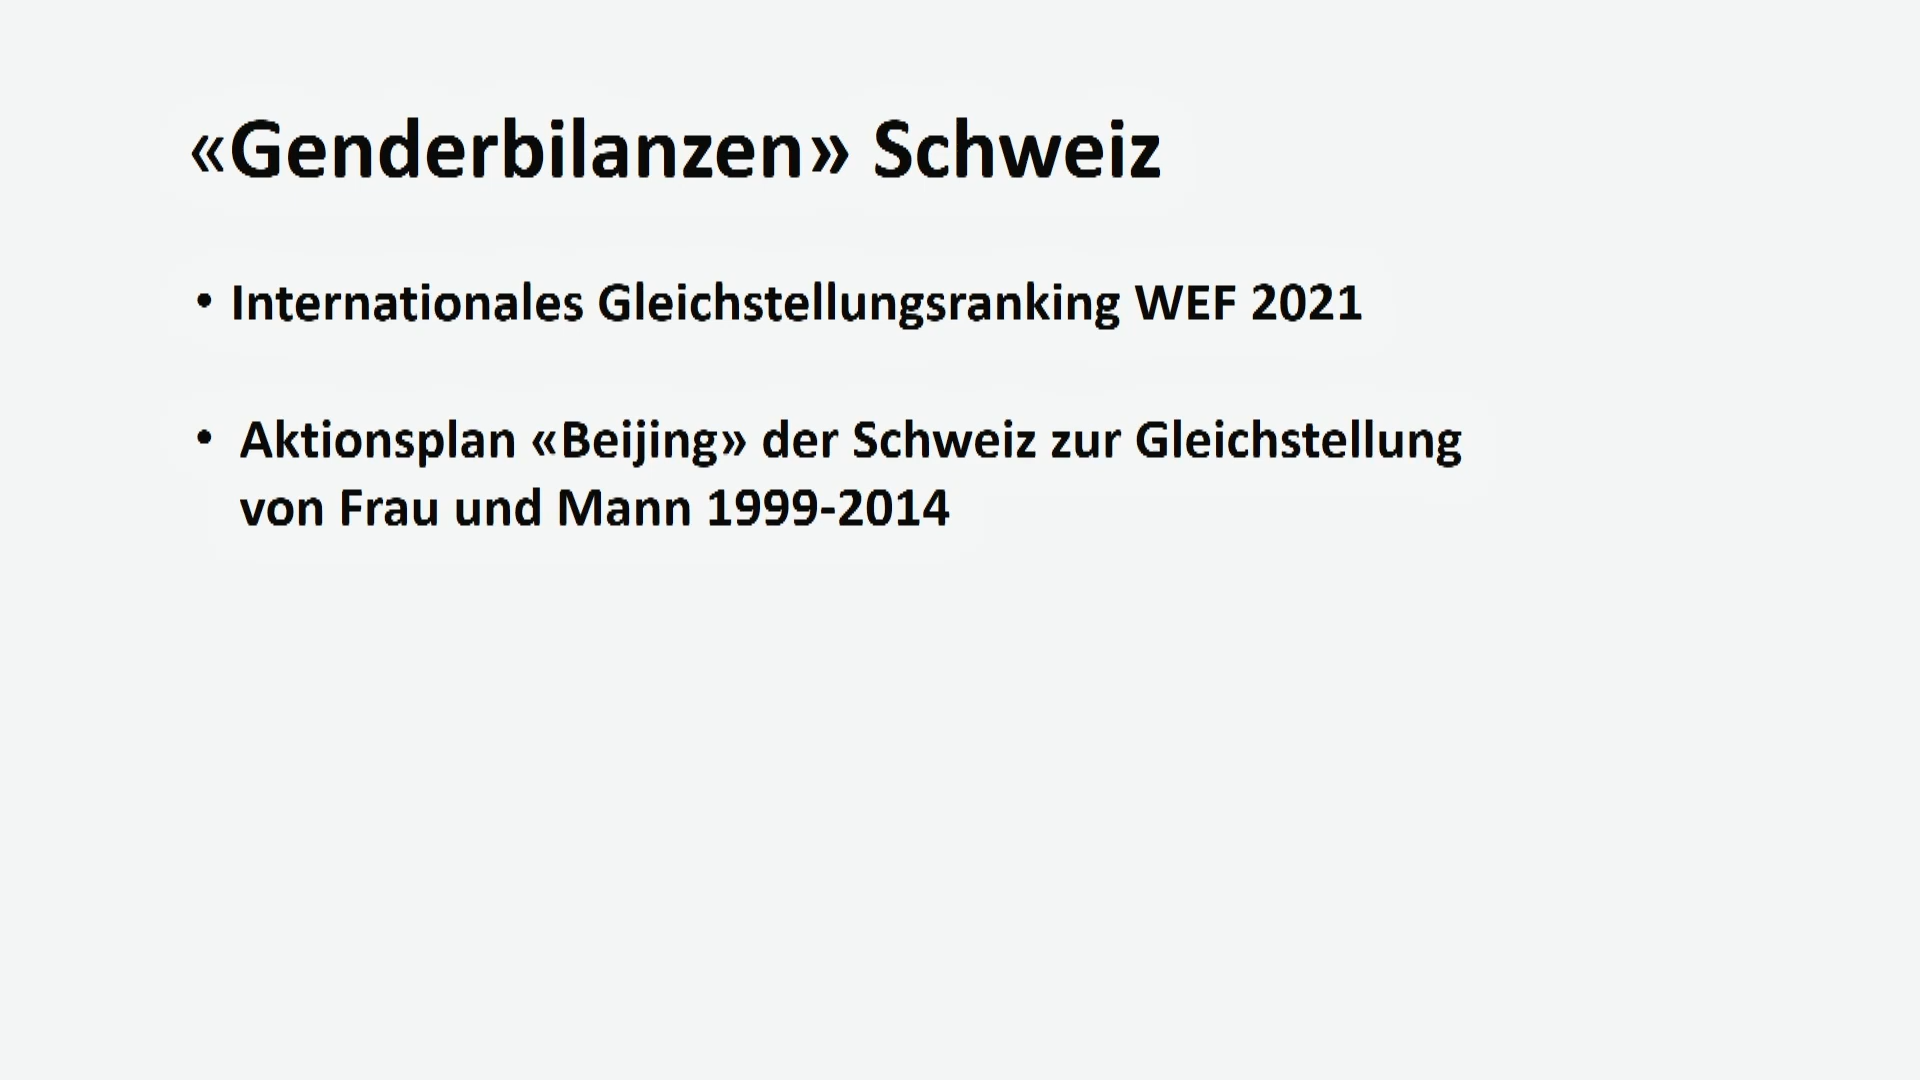 «Genderbilanzen» Schweiz
• Internationales Gleichstellungsranking WEF 2021
• Aktionsplan «Beijing» der Schweiz zur Gleichstellung
von Frau und Mann 1999-2014